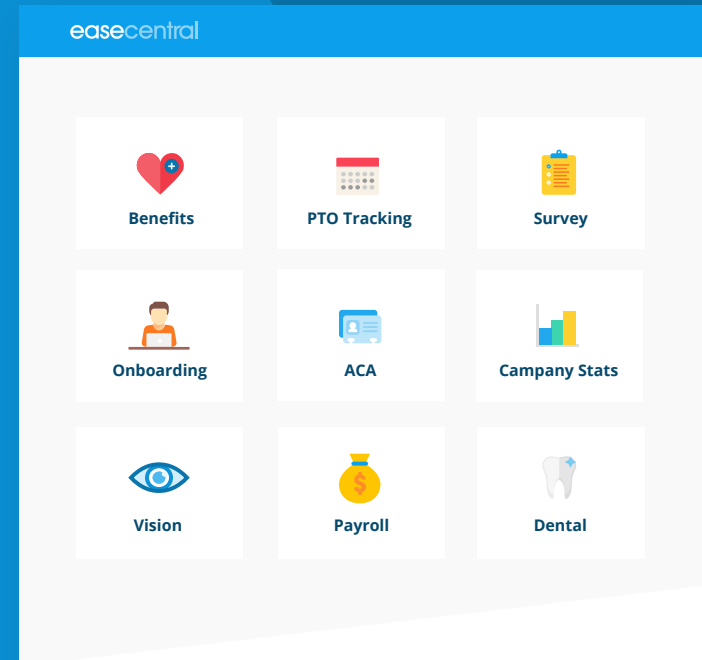 easecentral
Benefits
PTO Tracking
Survey
Onboarding
ACA
Campany Stats
Vision
Payroll
Dental